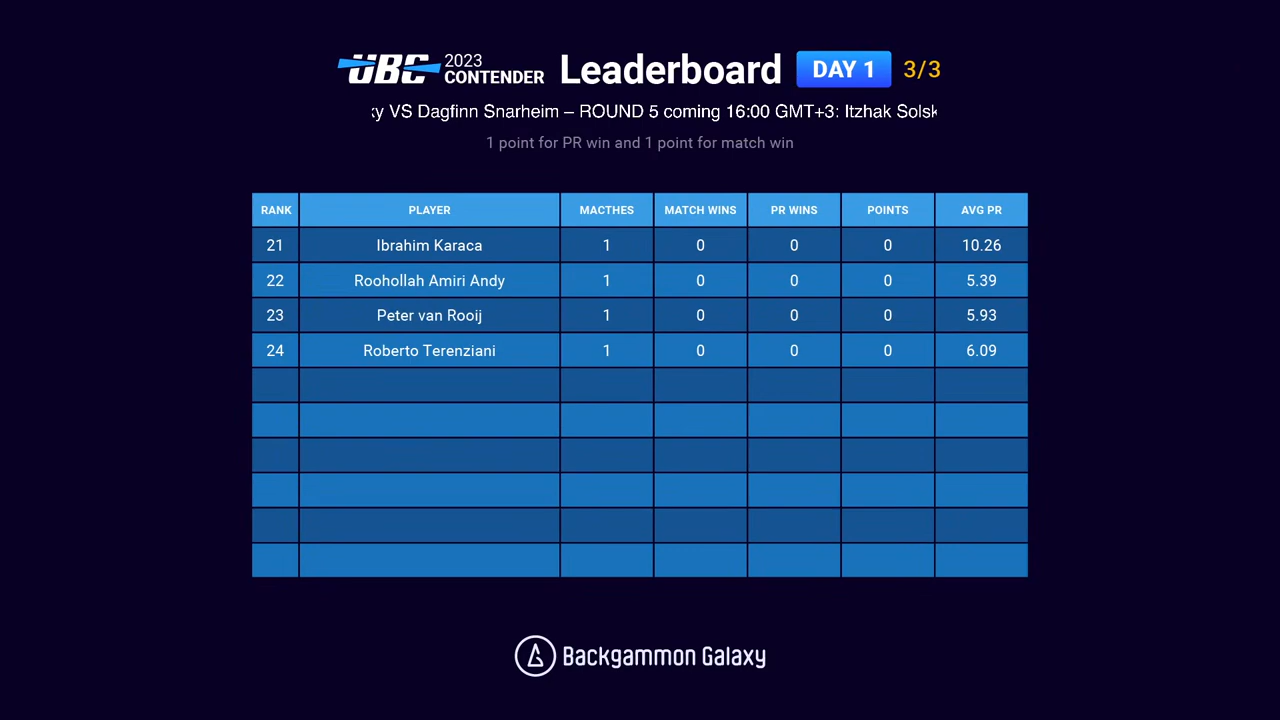 UBC 2023 CONTENDER Leaderboard DAY 1 3/3
VS Dagfinn Snarheim – ROUND 5 coming 16:00 GMT+3: Itzhak Solsk
1 point for PR win and 1 point for match win
RANK PLAYER MACTHES MATCH WINS PR WINS POINTS AVG PR
21 Ibrahim Karaca 1 0 0 0 10.26
22 Roohollah Amiri Andy 1 0 0 0 5.39
23 Peter van Rooij 1 0 0 0 5.93
24 Roberto Terenziani 1 0 0 0 6.09
Backgammon Galaxy